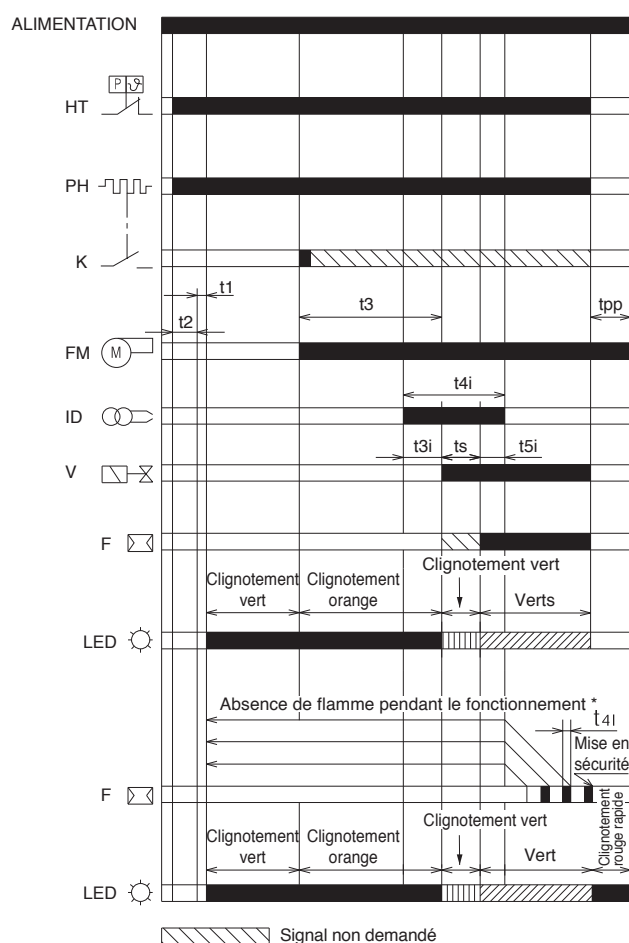 ALIMENTATION
P ϑ
HT
PH
K
t1
t2
t3
tpp
FM M
t4i
ID
t3i ts t5i
V
F
Clignotement vert
Clignotement
vert
Clignotement
orange
Verts
LED
Absence de flamme pendant le fonctionnement *
t4l
Mise en
sécurité
F
Clignotement
rouge rapide
Clignotement vert
Clignotement
vert
Clignotement
orange
Vert
LED
Signal non demandé